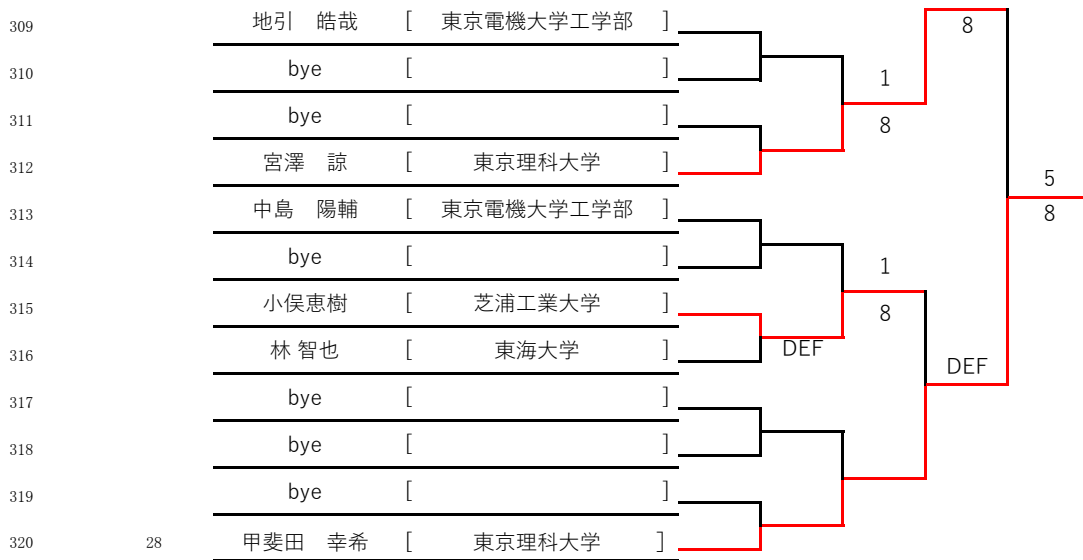 309 地引　皓哉 [ 東京電機大学工学部 ]
8
310 bye [ ]
1
311 bye [ ]
8
312 宮澤　諒 [ 東京理科大学 ]
5
313 中島　陽輔 [ 東京電機大学工学部 ]
8
314 bye [ ]
1
315 小俣恵樹 [ 芝浦工業大学 ]
8
316 林 智也 [ 東海大学 ]
DEF
DEF
317 bye [ ]
318 bye [ ]
319 bye [ ]
320 28 甲斐田　幸希 [ 東京理科大学 ]